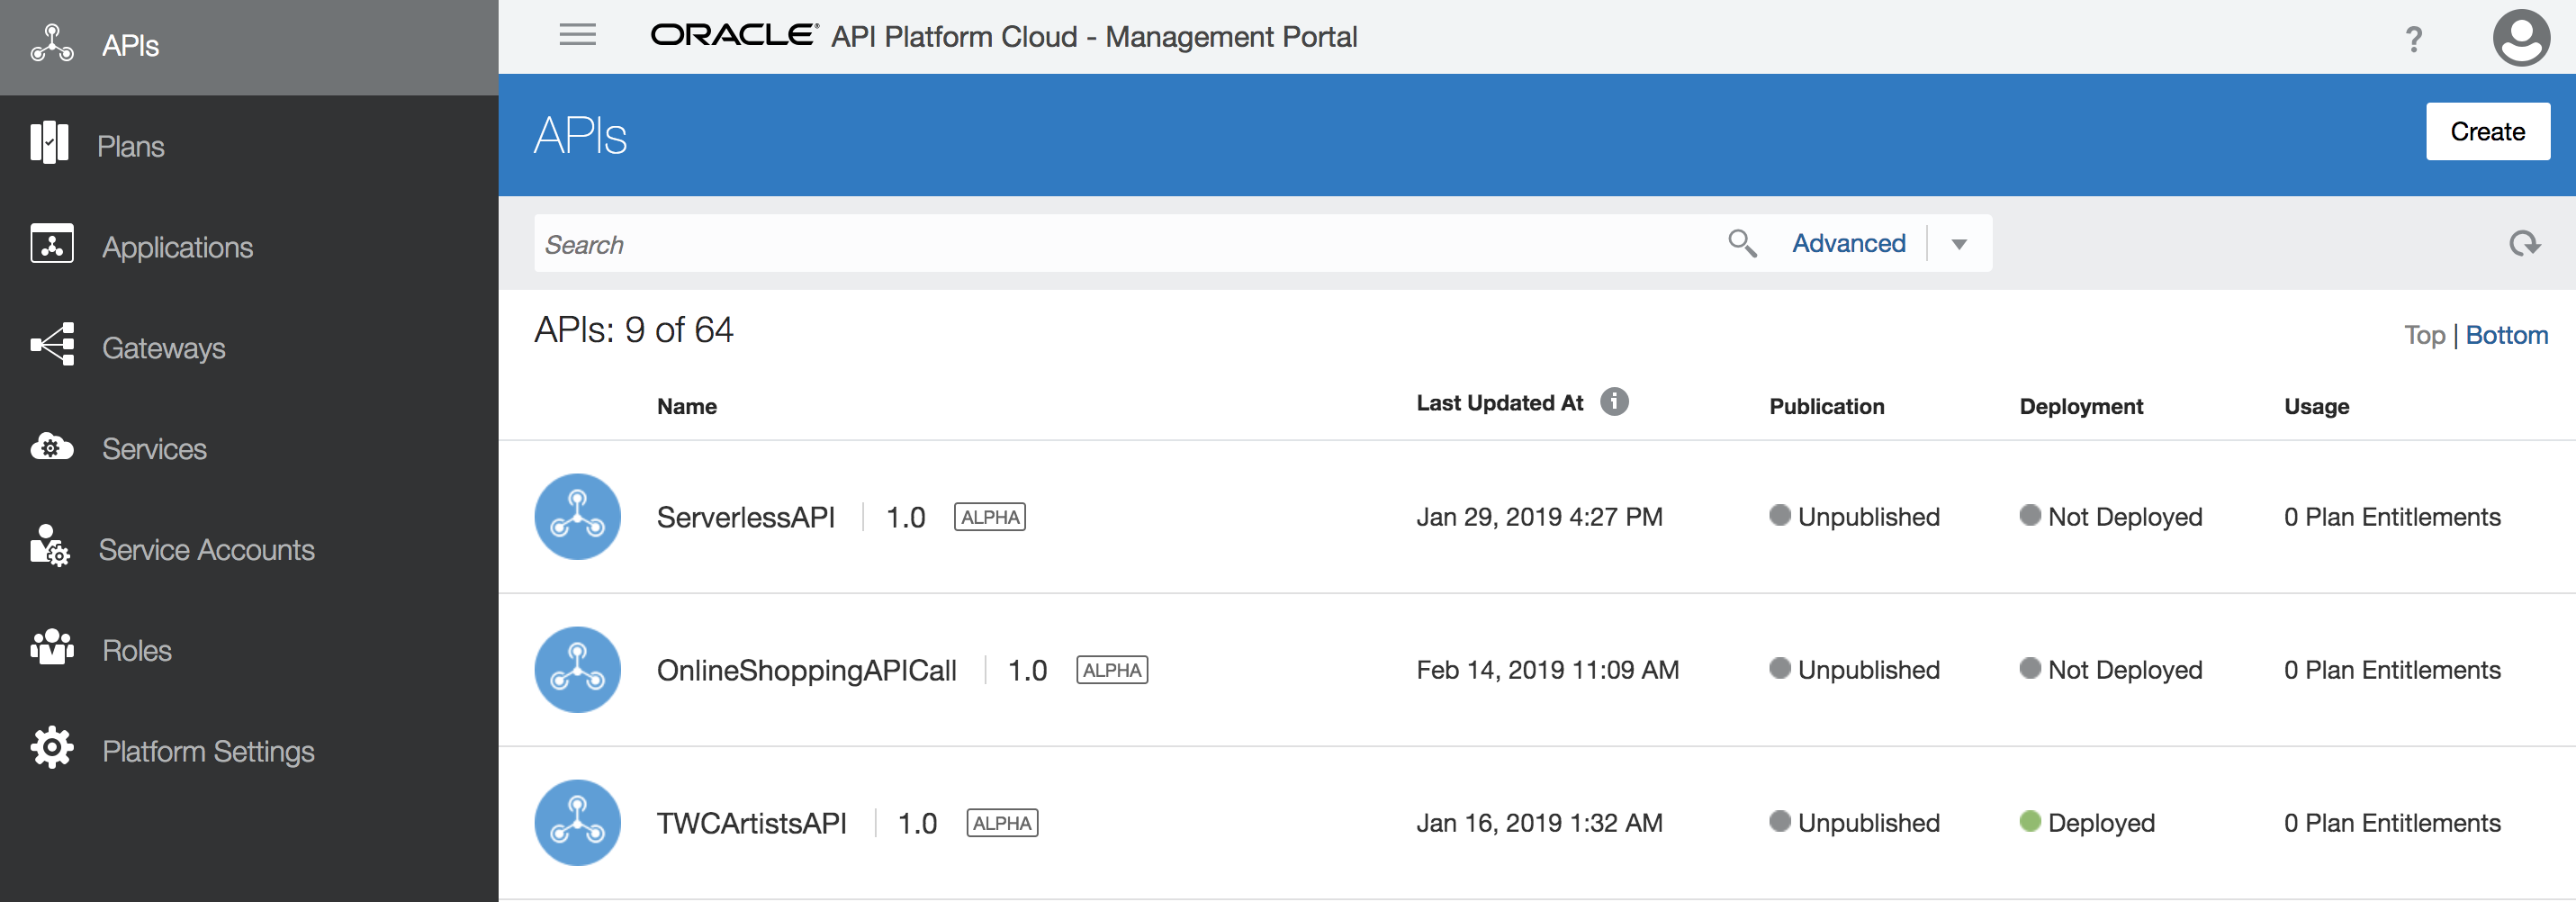 APIs
Plans
Applications
Gateways
Services
Service Accounts
Roles
Platform Settings
ORACLE® API Platform Cloud - Management Portal
?
APIs
Create
Search
Advanced
APIs: 9 of 64
Top | Bottom
Name Last Updated At i Publication Deployment Usage
ServerlessAPI | 1.0 ALPHA Jan 29, 2019 4:27 PM Unpublished Not Deployed 0 Plan Entitlements
OnlineShoppingAPICall | 1.0 ALPHA Feb 14, 2019 11:09 AM Unpublished Not Deployed 0 Plan Entitlements
TWCArtistsAPI | 1.0 ALPHA Jan 16, 2019 1:32 AM Unpublished Deployed 0 Plan Entitlements